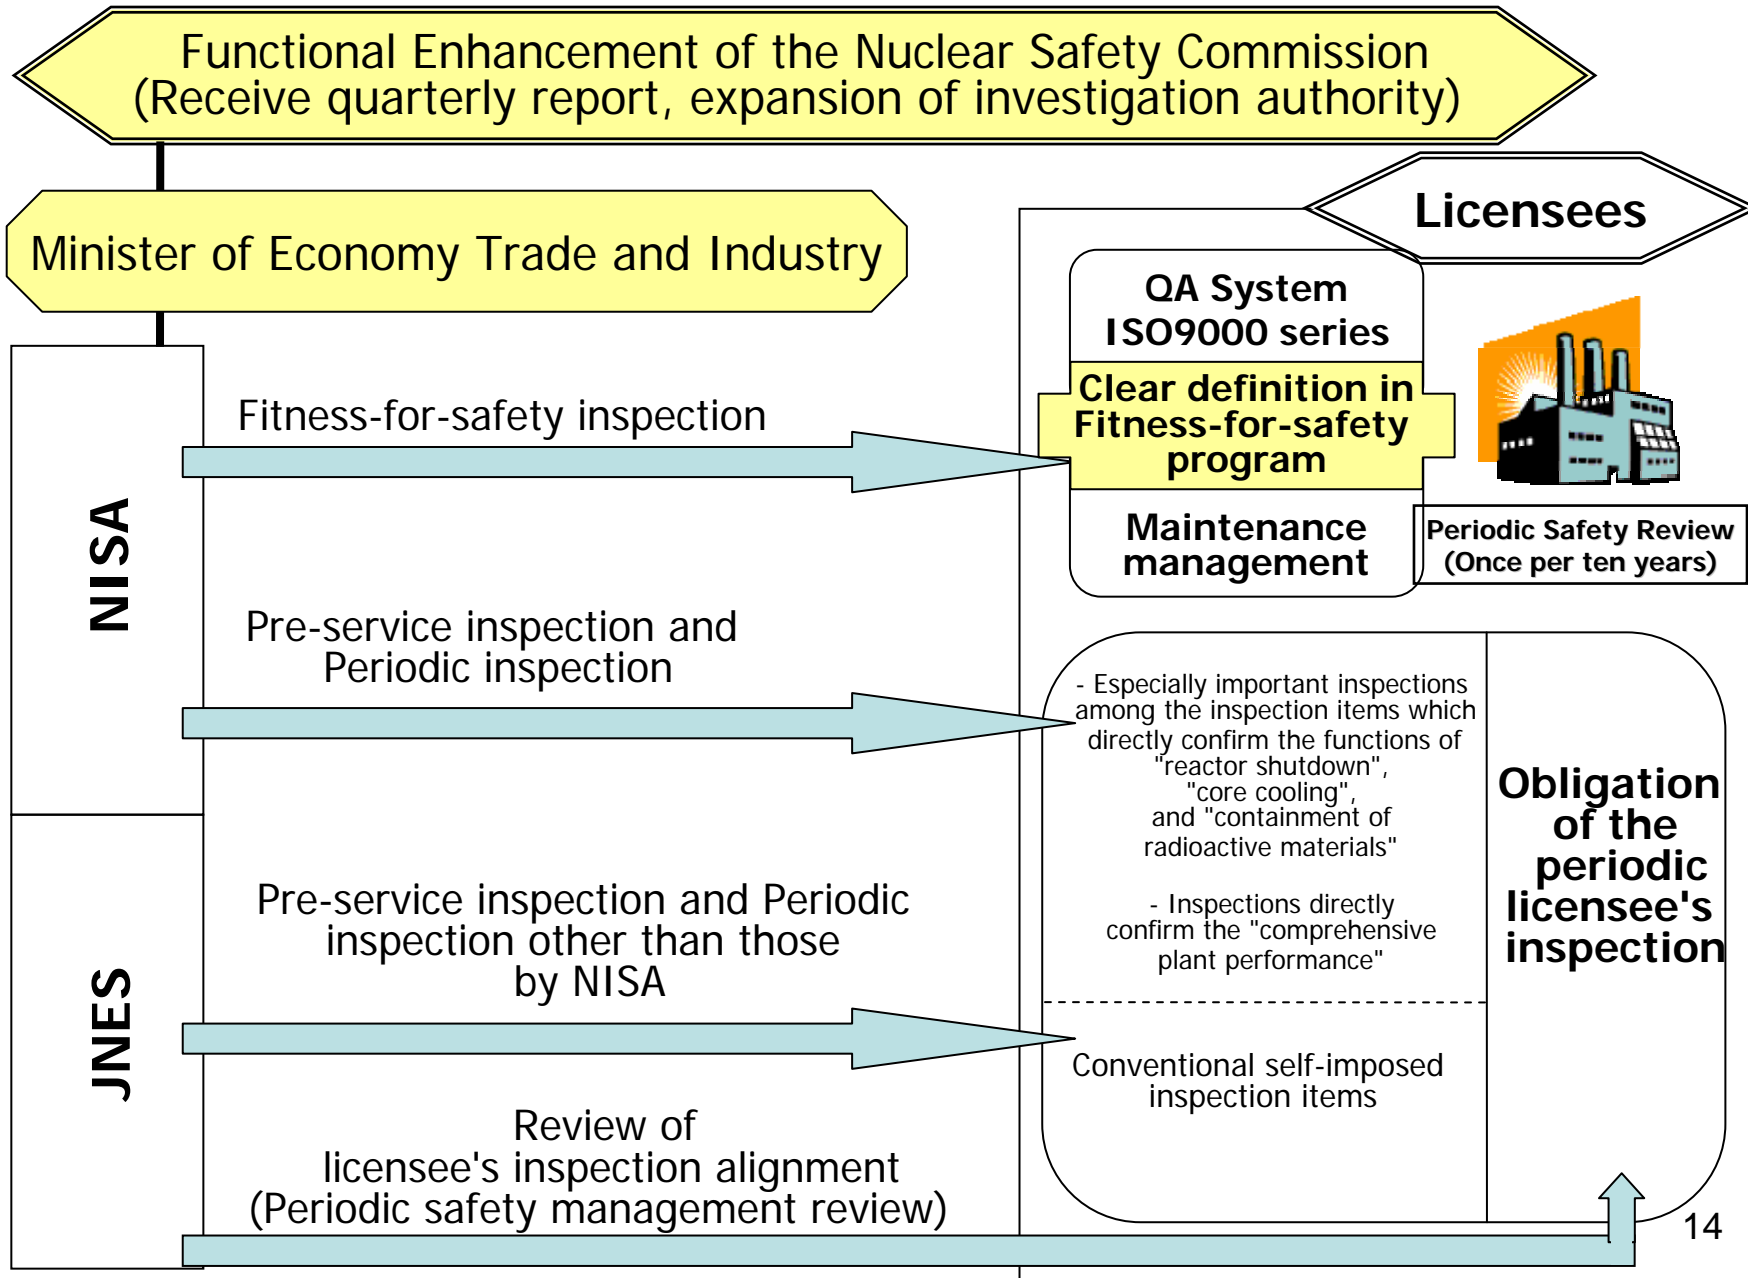 Functional Enhancement of the Nuclear Safety Commission
(Receive quarterly report, expansion of investigation authority)
Licensees
Minister of Economy Trade and Industry
QA System
ISO9000 series
Clear definition in
Fitness-for-safety
program
Maintenance
management
Periodic Safety Review
(Once per ten years)
NISA
Fitness-for-safety inspection
Pre-service inspection and
Periodic inspection
- Especially important inspections
among the inspection items which
directly confirm the functions of
"reactor shutdown",
"core cooling",
and "containment of
radioactive materials"
- Inspections directly
confirm the "comprehensive
plant performance"
Obligation
of the
periodic
licensee's
inspection
JNES
Pre-service inspection and Periodic
inspection other than those
by NISA
Conventional self-imposed
inspection items
Review of
licensee's inspection alignment
(Periodic safety management review)
14